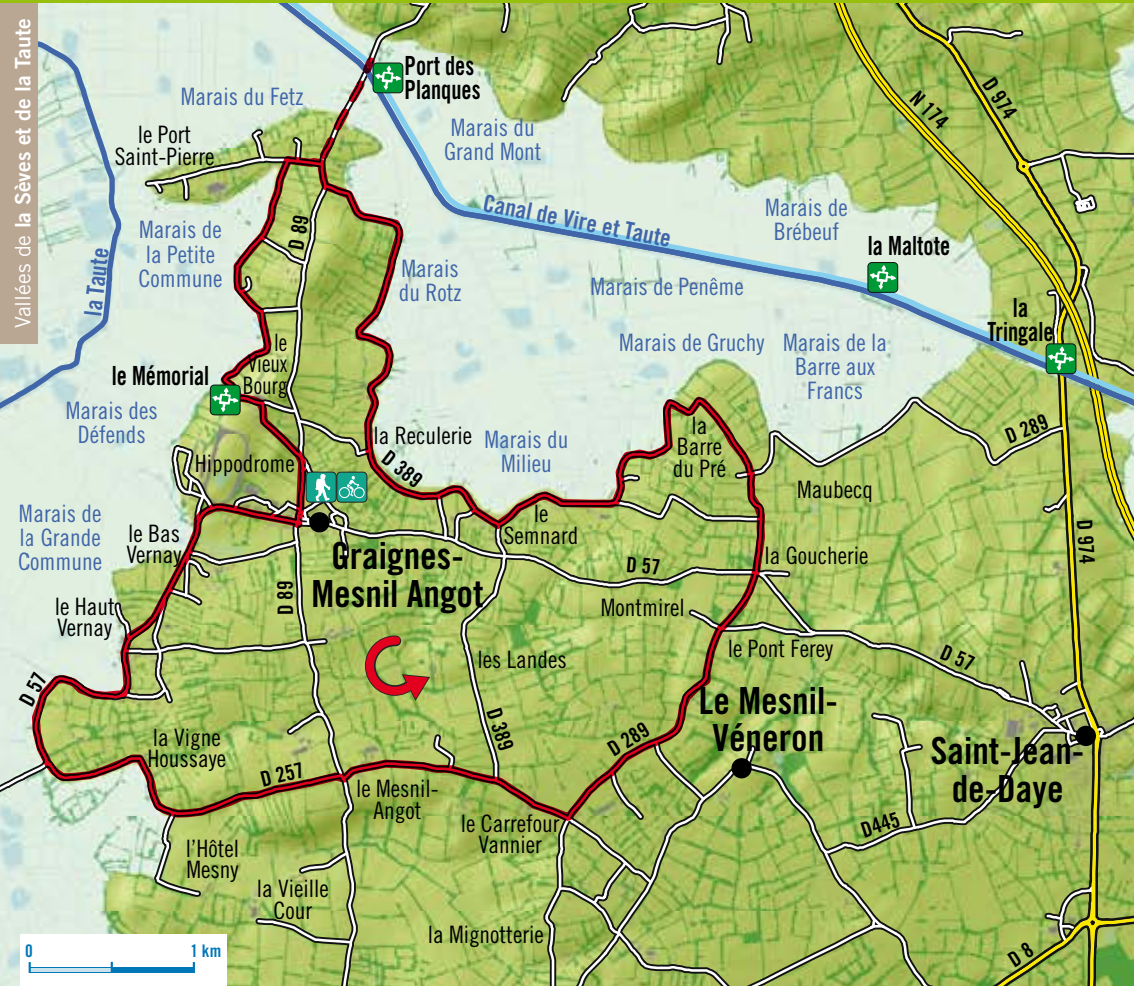 Vallées de la Sèves et de la Taute
Port des
Planques
Marais du Fetz
le Port
Saint-Pierre
Marais du
Grand Mont
N 174
D 974
Canal de Vire et Taute
Marais de
Brébeuf
la Maltote
D 89
Marais de
la Petite
Commune
la Taute
Marais
du Rotz
Marais de Penême
la
Tringale
le
Vieux
Bourg
Marais de Gruchy
Marais de la
Barre aux
Francs
le Mémorial
Marais des
Défends
la Reculerie
D 389
Marais du
Milieu
la
Barre
du Pré
D 289
Hippodrome
Maubecq
Marais de
la Grande
Commune
le Bas
Vernay
le
Semnard
D 974
Graignes-
Mesnil Angot
D 57
la Goucherie
D 89
le Haut
Vernay
Montmirel
le Pont Ferey
D 57
les Landes
D 57
Le Mesnil-
Véneron
D 389
D 289
Saint-Jean-
de-Daye
la Vigne
Houssaye
D 257
le Mesnil-
Angot
le Carrefour
Vannier
D445
l'Hôtel
Mesny
la Vieille
Cour
la Mignotterie
D 8
0 1 km